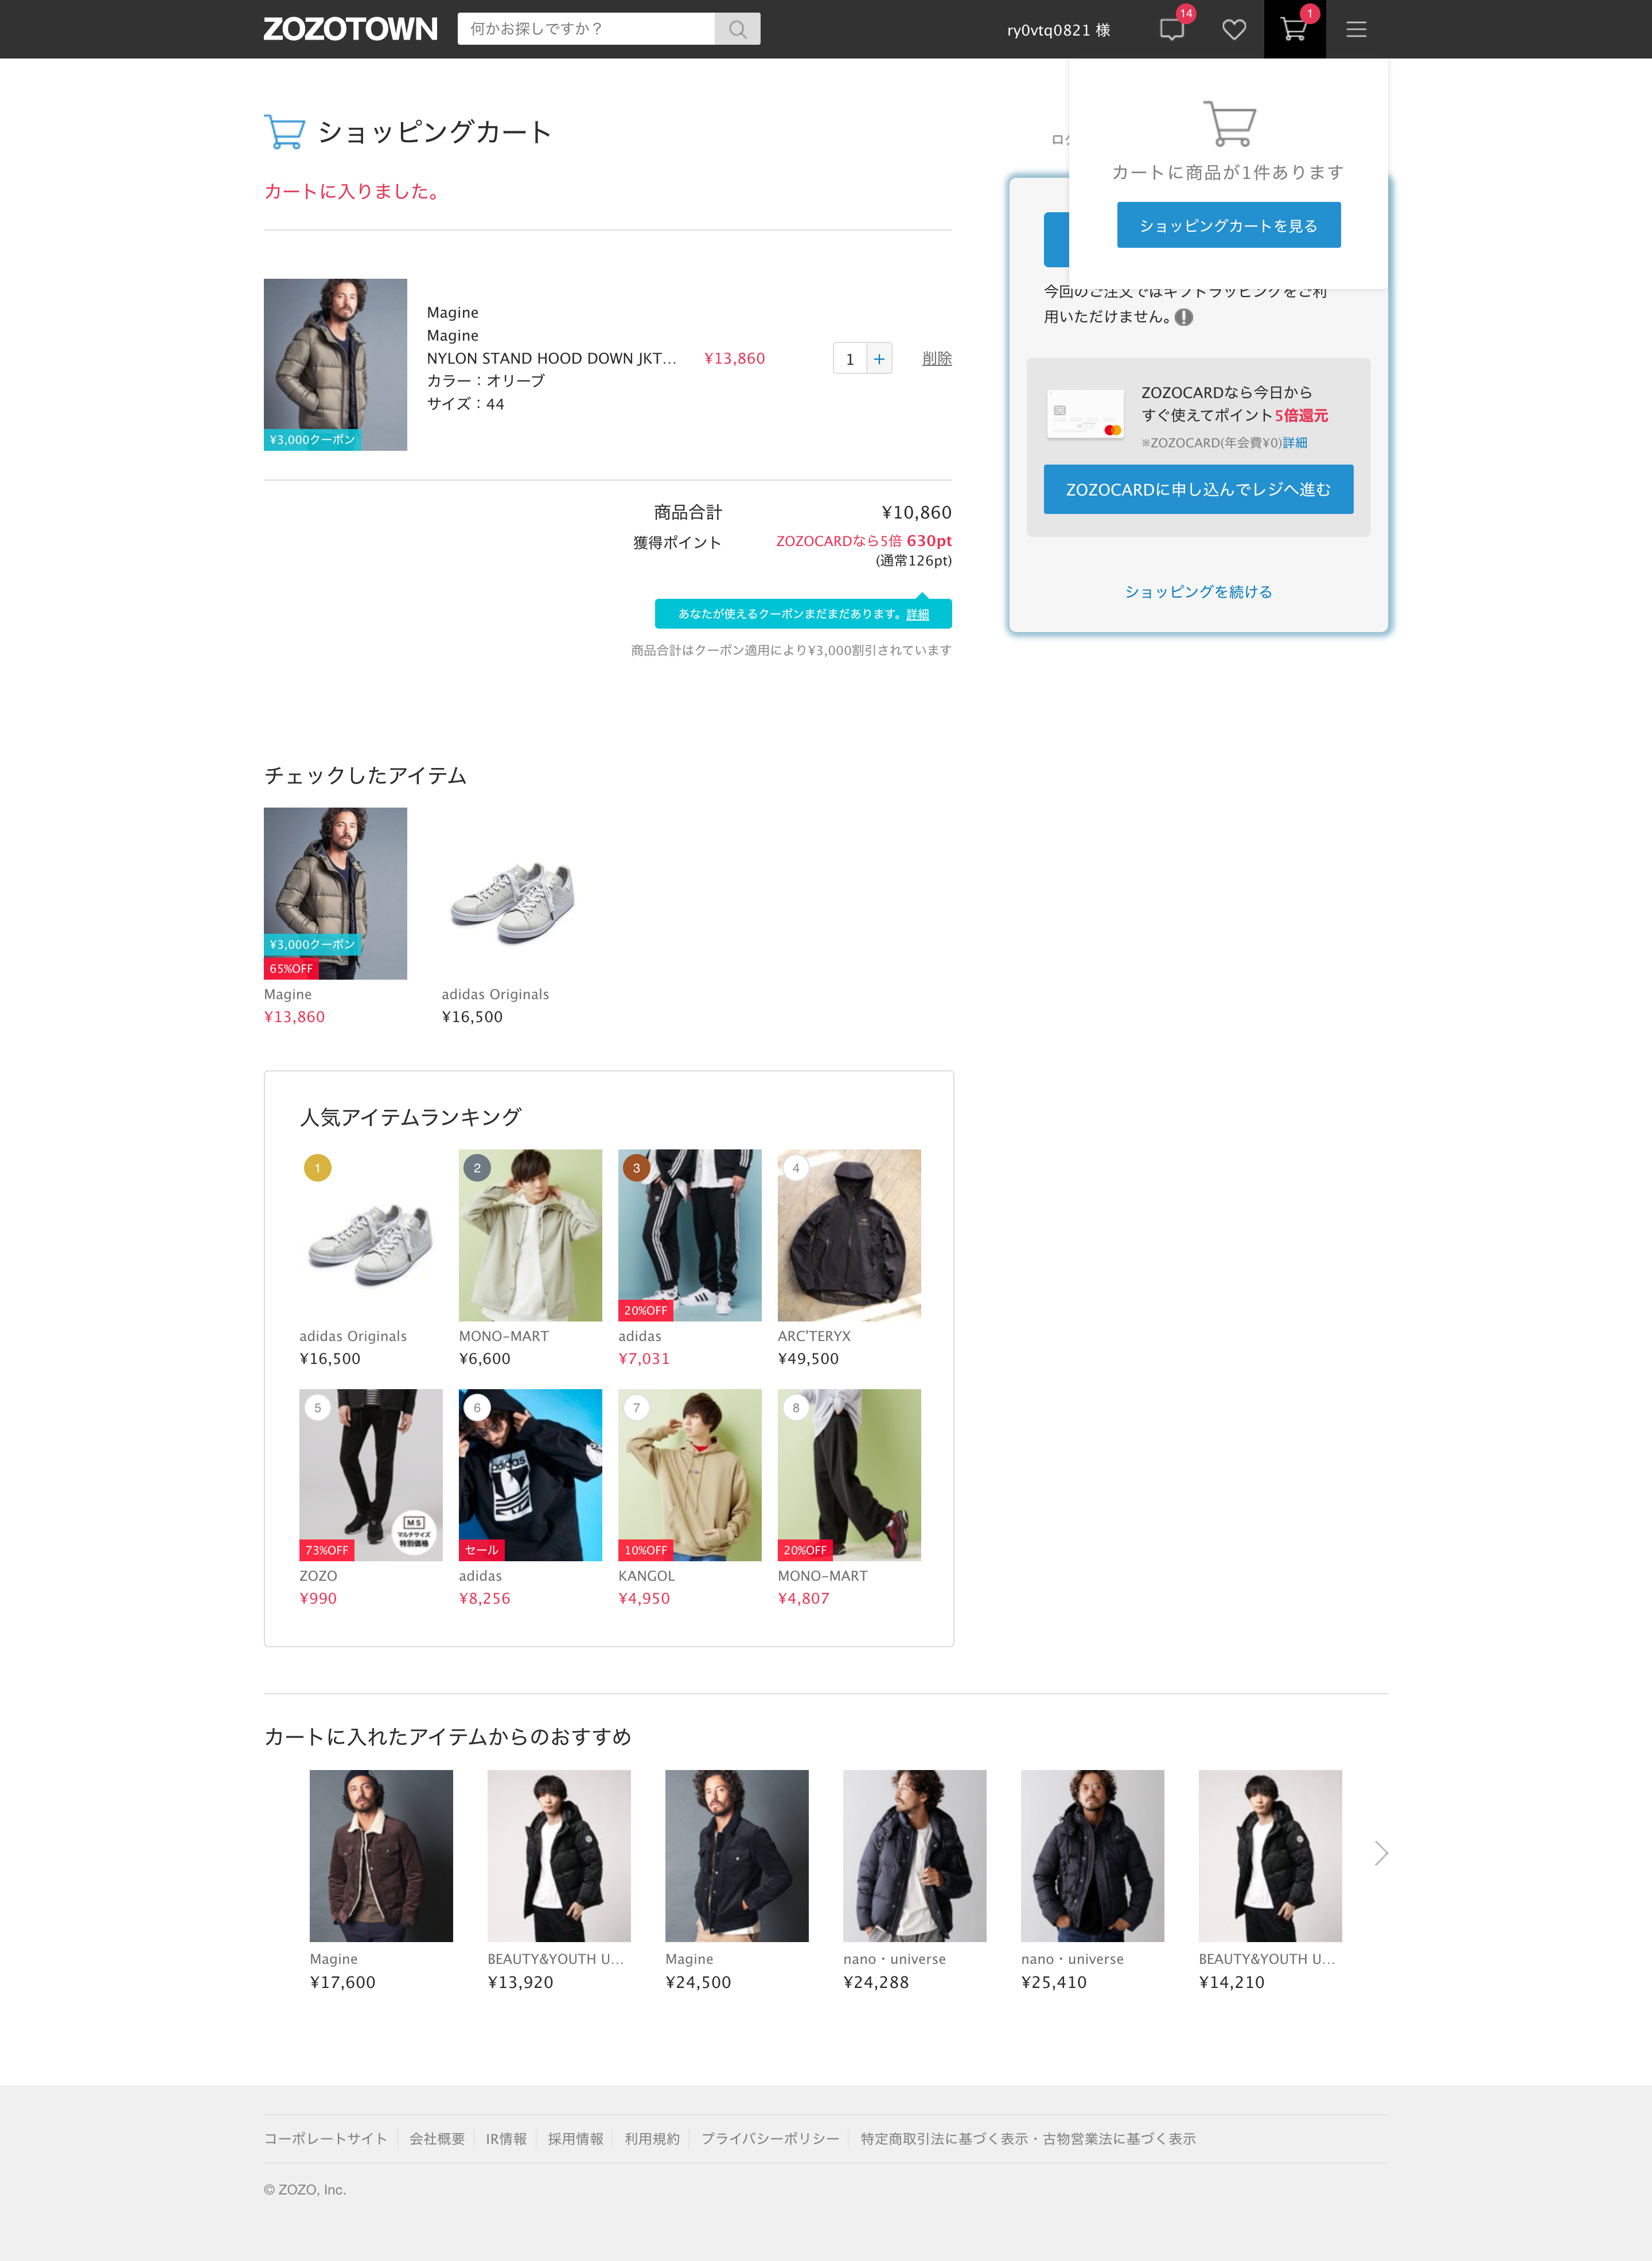 ZOZOTOWN
何かお探しですか？
ry0vtq0821 様
14
1
ショッピングカート
カートに入りました。
カートに商品が1件あります
ショッピングカートを見る
Magine
Magine
NYLON STAND HOOD DOWN JKT...
カラー：オリーブ
サイズ：44
¥13,860
1
+
削除
¥3,000クーポン
商品合計
¥10,860
獲得ポイント
ZOZOCARDなら5倍 630pt
(通常126pt)
あなたが使えるクーポンまだまだあります。詳細
商品合計はクーポン適用により¥3,000割引されています
今回のご注文ではギフトラッピングをご利
用いただけません。
ZOZOCARDなら今日から
すぐ使えてポイント5倍還元
※ZOZOCARD(年会費¥0)詳細
ZOZOCARDに申し込んでレジへ進む
ショッピングを続ける
チェックしたアイテム
¥3,000クーポン
65%OFF
Magine
¥13,860
adidas Originals
¥16,500
人気アイテムランキング
1
2
3
4
20%OFF
adidas Originals
¥16,500
MONO-MART
¥6,600
adidas
¥7,031
ARC'TERYX
¥49,500
5
6
7
8
adidas
MS
マルチサイズ
特別価格
73%OFF
セール
10%OFF
20%OFF
ZOZO
¥990
adidas
¥8,256
KANGOL
¥4,950
MONO-MART
¥4,807
カートに入れたアイテムからのおすすめ
Magine
¥17,600
BEAUTY&YOUTH U...
¥13,920
Magine
¥24,500
nano・universe
¥24,288
nano・universe
¥25,410
BEAUTY&YOUTH U...
¥14,210
コーポレートサイト
会社概要
IR情報
採用情報
利用規約
プライバシーポリシー
特定商取引法に基づく表示・古物営業法に基づく表示
© ZOZO, Inc.